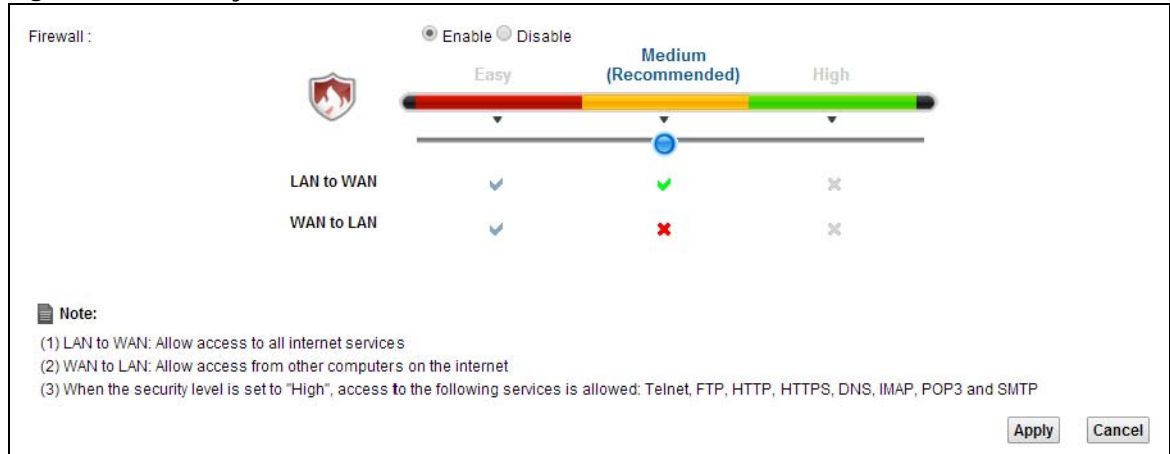 Firewall :
Enable Disable
Easy
Medium
(Recommended)
High
LAN to WAN
WAN to LAN
Note:
(1) LAN to WAN: Allow access to all internet services
(2) WAN to LAN: Allow access from other computers on the internet
(3) When the security level is set to "High", access to the following services is allowed: Telnet, FTP, HTTP, HTTPS, DNS, IMAP, POP3 and SMTP
Apply Cancel